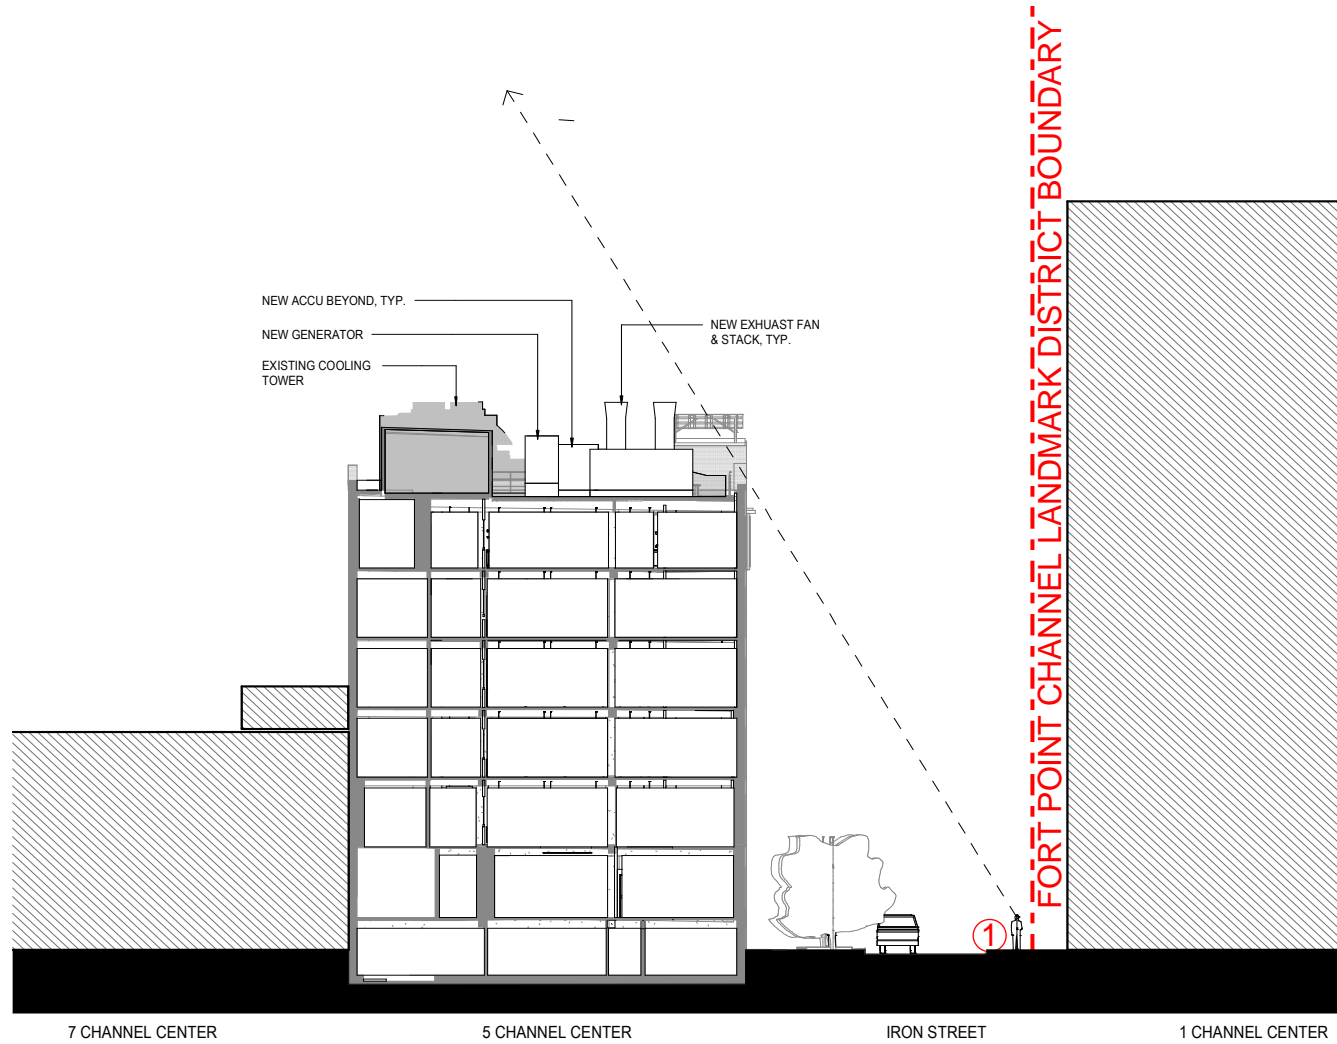 FORT POINT CHANNEL LANDMARK DISTRICT BOUNDARY
NEW ACCU BEYOND, TYP.
NEW GENERATOR
EXISTING COOLING
TOWER
NEW EXHUAST FAN
& STACK, TYP.
1
7 CHANNEL CENTER
5 CHANNEL CENTER
IRON STREET
1 CHANNEL CENTER